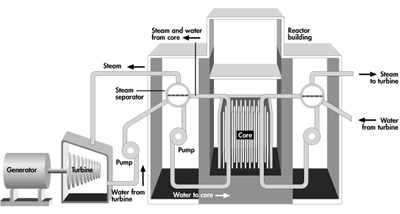 Steam and water
from core
Reactor
building
Steam
Steam
to turbine
Steam
separator
Water
from turbine
Core
Generator
Turbine
Pump
Pump
Water from
turbine
Water to core